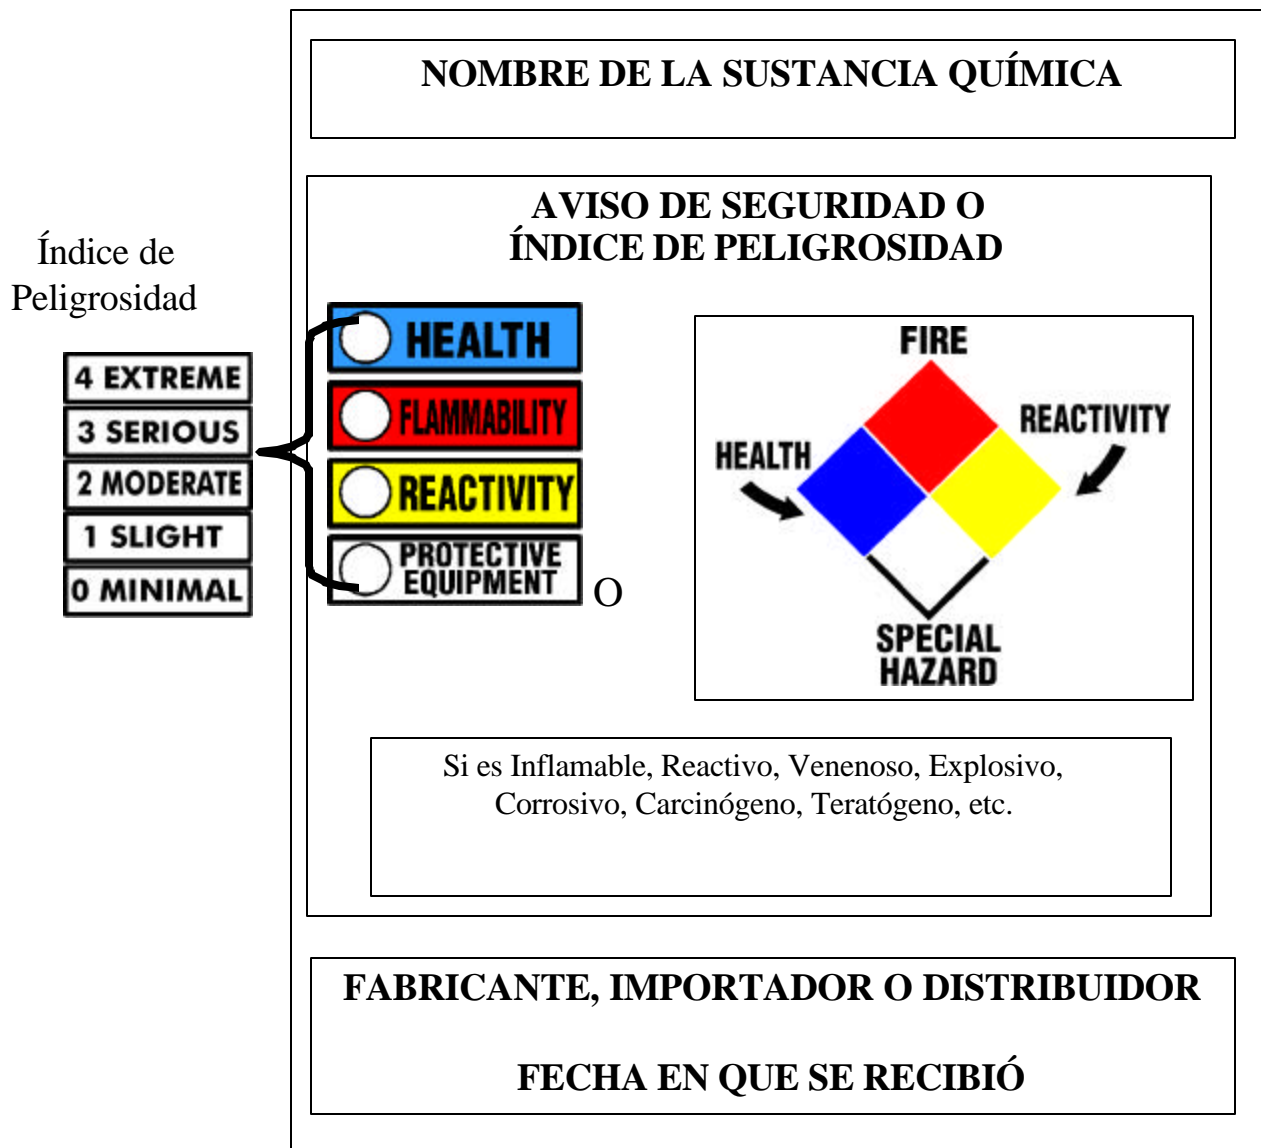 NOMBRE DE LA SUSTANCIA QUÍMICA
AVISO DE SEGURIDAD O
ÍNDICE DE PELIGROSIDAD
Índice de
Peligrosidad
4 EXTREME
3 SERIOUS
2 MODERATE
1 SLIGHT
0 MINIMAL
HEALTH
FLAMMABILITY
REACTIVITY
PROTECTIVE
EQUIPMENT
O
FIRE
REACTIVITY
HEALTH
SPECIAL
HAZARD
Si es Inflamable, Reactivo, Venenoso, Explosivo,
Corrosivo, Carcinógeno, Teratógeno, etc.
FABRICANTE, IMPORTADOR O DISTRIBUIDOR
FECHA EN QUE SE RECIBIÓ